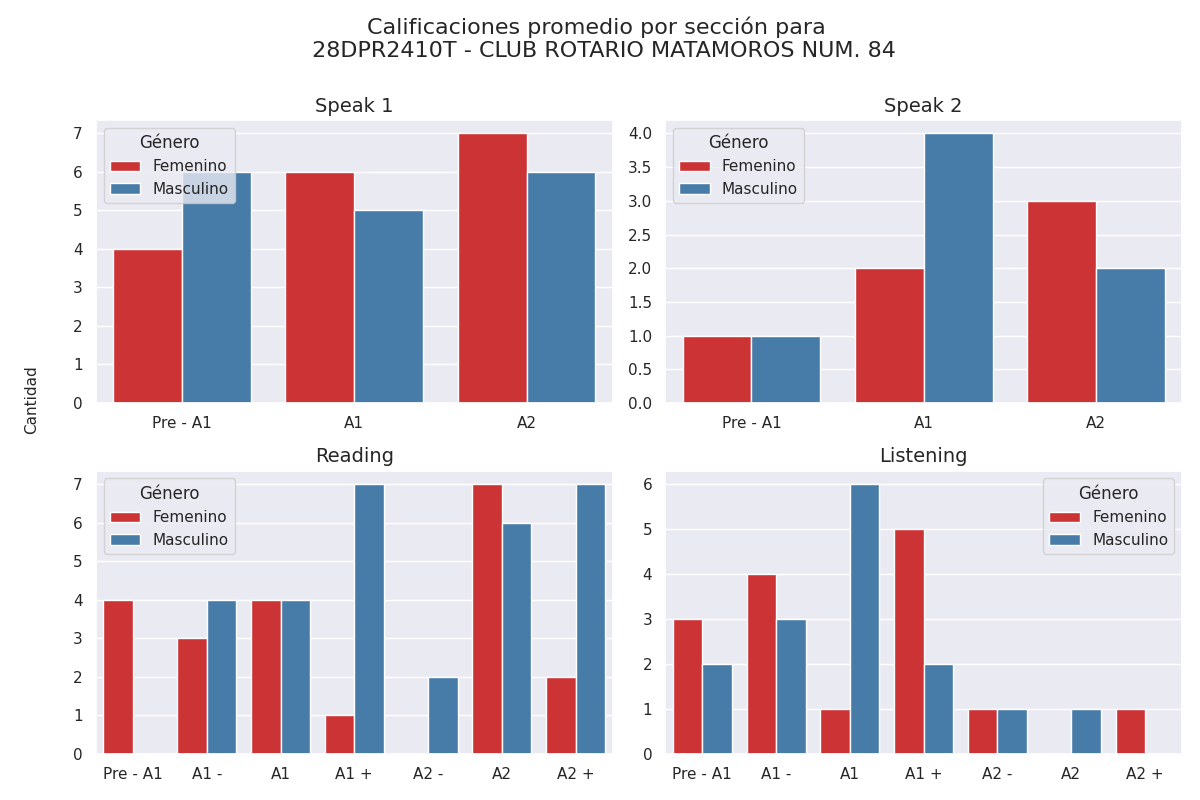 Calificaciones promedio por sección para
28DPR2410T - CLUB ROTARIO MATAMOROS NUM. 84
Cantidad
Speak 1
Género
Femenino
Masculino
7
6
5
4
3
2
1
0
Pre - A1 A1 A2
Speak 2
Género
Femenino
Masculino
4.0
3.5
3.0
2.5
2.0
1.5
1.0
0.5
0.0
Pre - A1 A1 A2
Reading
Género
Femenino
Masculino
7
6
5
4
3
2
1
0
Pre - A1 A1 - A1 A1 + A2 - A2 A2 +
Listening
Género
Femenino
Masculino
6
5
4
3
2
1
0
Pre - A1 A1 - A1 A1 + A2 - A2 A2 +